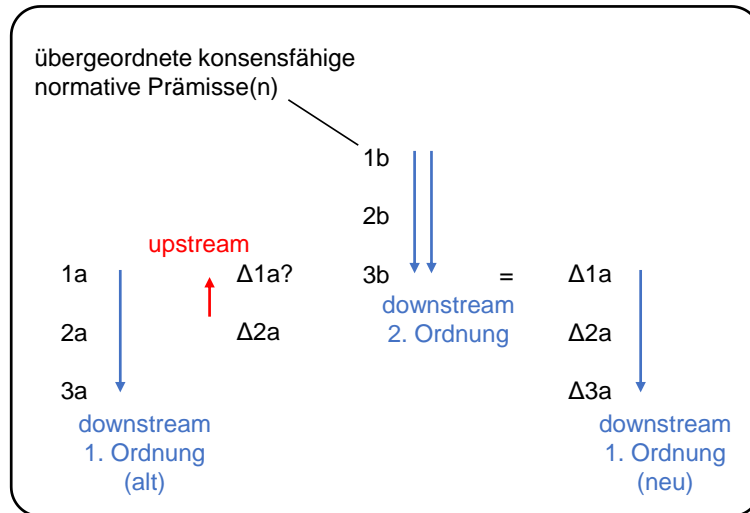 übergeordnete konsensfähige
normative Prämisse(n)
1b
2b
upstream
1a
Δ1a?
3b
=
Δ1a
downstream
2. Ordnung
2a
Δ2a
Δ2a
3a
Δ3a
downstream
1. Ordnung
(alt)
downstream
1. Ordnung
(neu)